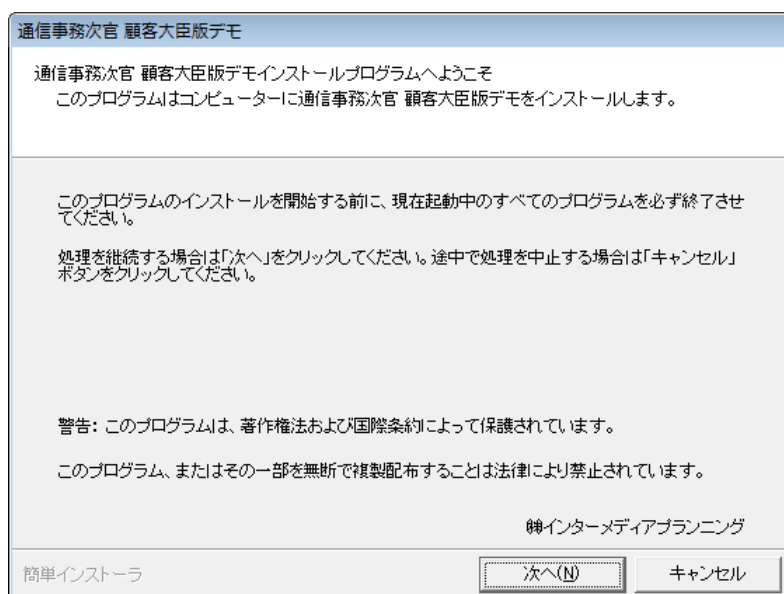 通信事務次官 顧客大臣版デモ
通信事務次官 顧客大臣版デモインストールプログラムへようこそ
このプログラムはコンピューターに通信事務次官 顧客大臣版デモをインストールします。
このプログラムのインストールを開始する前に、現在起動中のすべてのプログラムを必ず終了させ
てください。
処理を継続する場合は「次へ」をクリックしてください。途中で処理を中止する場合は「キャンセル」
ボタンをクリックしてください。
警告: このプログラムは、著作権法および国際条約によって保護されています。
このプログラム、またはその一部を無断で複製配布することは法律により禁止されています。
㈱インターメディアプランニング
簡単インストーラ
次へ(N)
キャンセル